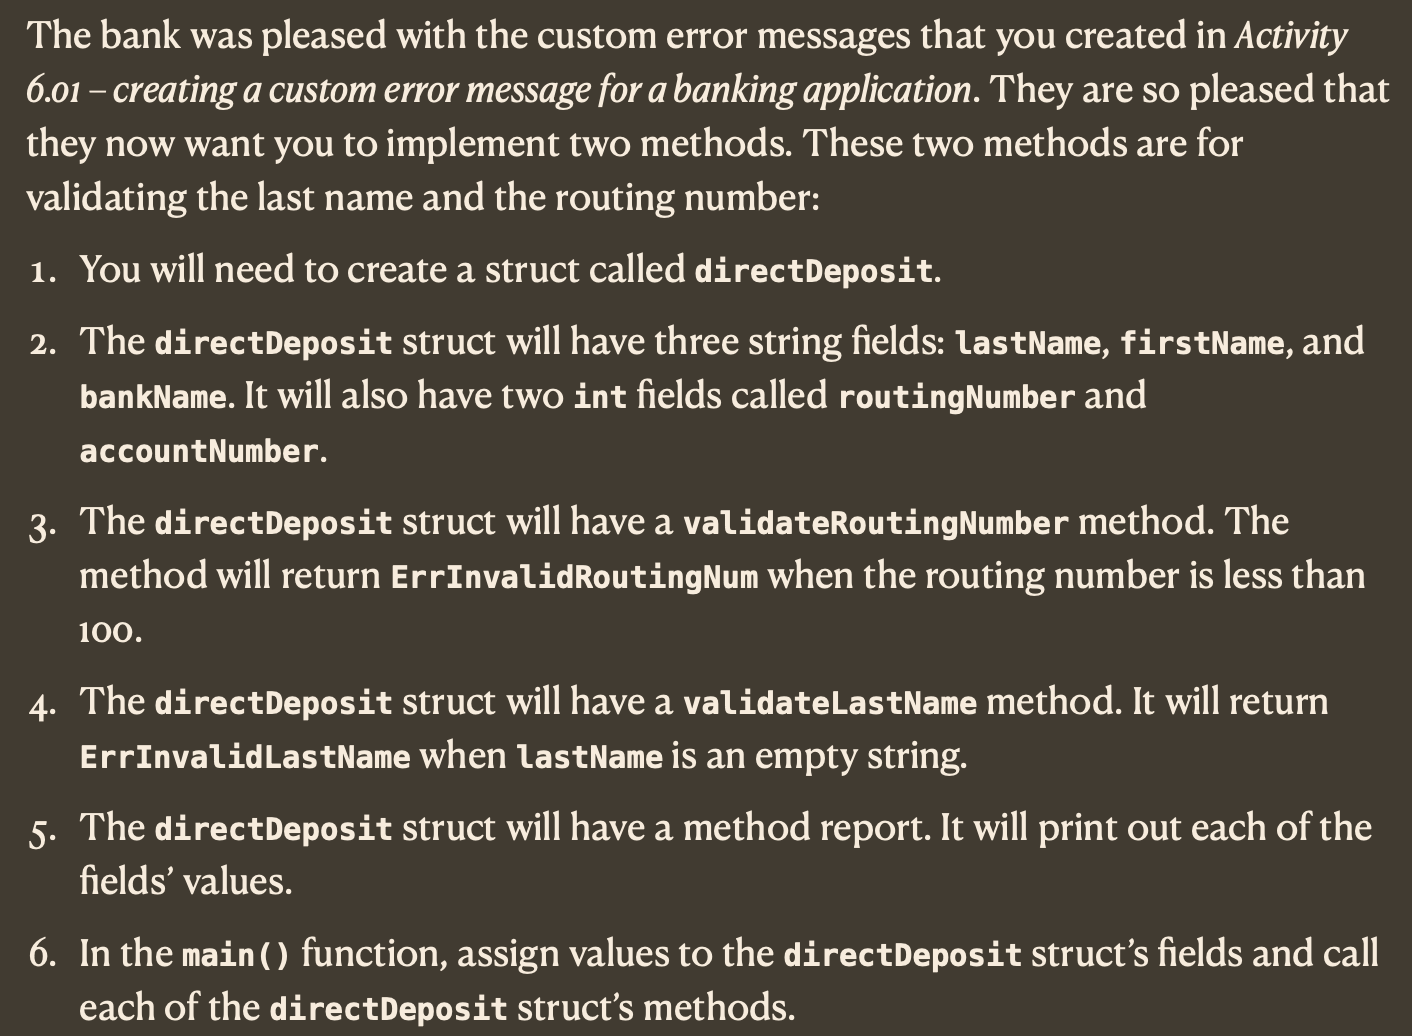 The bank was pleased with the custom error messages that you created in Activity
6.01 – creating a custom error message for a banking application. They are so pleased that
they now want you to implement two methods. These two methods are for
validating the last name and the routing number:
1. You will need to create a struct called directDeposit.
2. The directDeposit struct will have three string fields: lastName, firstName, and
bankName. It will also have two int fields called routingNumber and
accountNumber.
3. The directDeposit struct will have a validateRoutingNumber method. The
method will return ErrInvalidRoutingNum when the routing number is less than
100.
4. The directDeposit struct will have a validateLastName method. It will return
ErrInvalidLastName when lastName is an empty string.
5. The directDeposit struct will have a method report. It will print out each of the
fields’ values.
6. In the main() function, assign values to the directDeposit struct’s fields and call
each of the directDeposit struct’s methods.